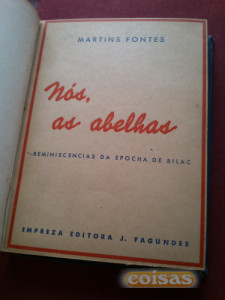 MARTINS FONTES
Nós,
as abelhas
REMINISCENCIAS DA EPOCHA DE BILAC
EMPREZA EDITORA J. FAGUNDES
coisas